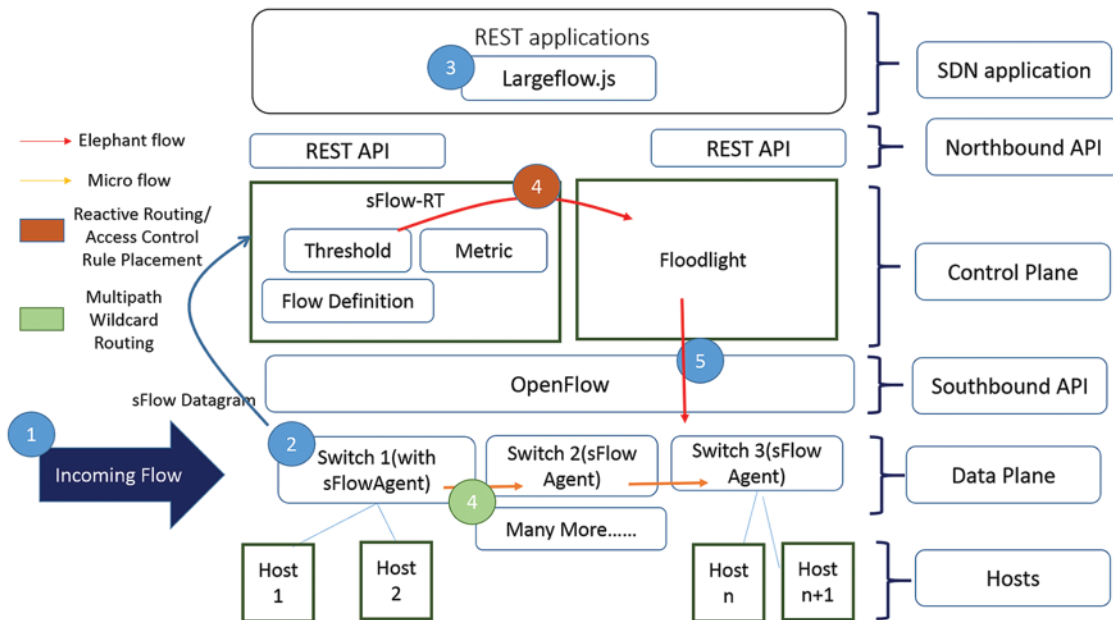 REST applications
3
Largeflow.js
SDN application
Elephant flow
Micro flow
Reactive Routing/
Access Control
Rule Placement
Multipath
Wildcard
Routing
REST API
REST API
Northbound API
sFlow-RT
4
Threshold
Metric
Flow Definition
Floodlight
Control Plane
5
OpenFlow
Southbound API
sFlow Datagram
1
Incoming Flow
2
Switch 1(with
sFlowAgent)
Switch 2(sFlow
Agent)
Switch 3(sFlow
Agent)
4
Many More......
Data Plane
Host
1
Host
2
Host
n
Host
n+1
Hosts